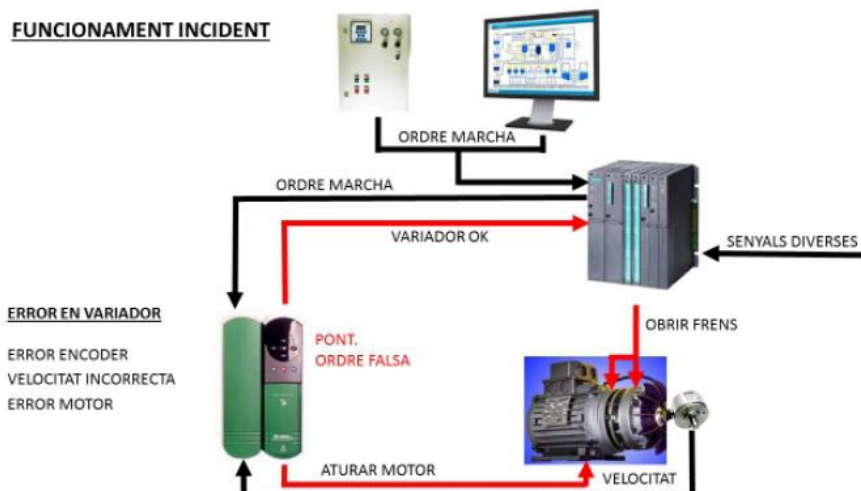 FUNCIONAMENT INCIDENT
ORDRE MARCHA
ORDRE MARCHA
VARIADOR OK
SENYALS DIVERSES
ERROR EN VARIADOR
PONT.
ORDRE FALSA
OBRIR FRENS
ERROR ENCODER
VELOCITAT INCORRECTA
ERROR MOTOR
ATURAR MOTOR
VELOCITAT